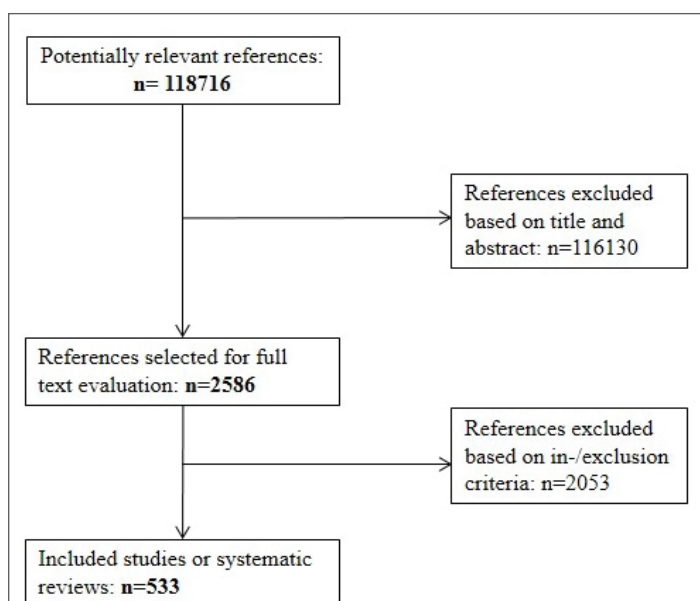 Potentially relevant references:
n= 118716
References excluded
based on title and
abstract: n=116130
References selected for full
text evaluation: n=2586
References excluded
based on in-/exclusion
criteria: n=2053
Included studies or systematic
reviews: n=533